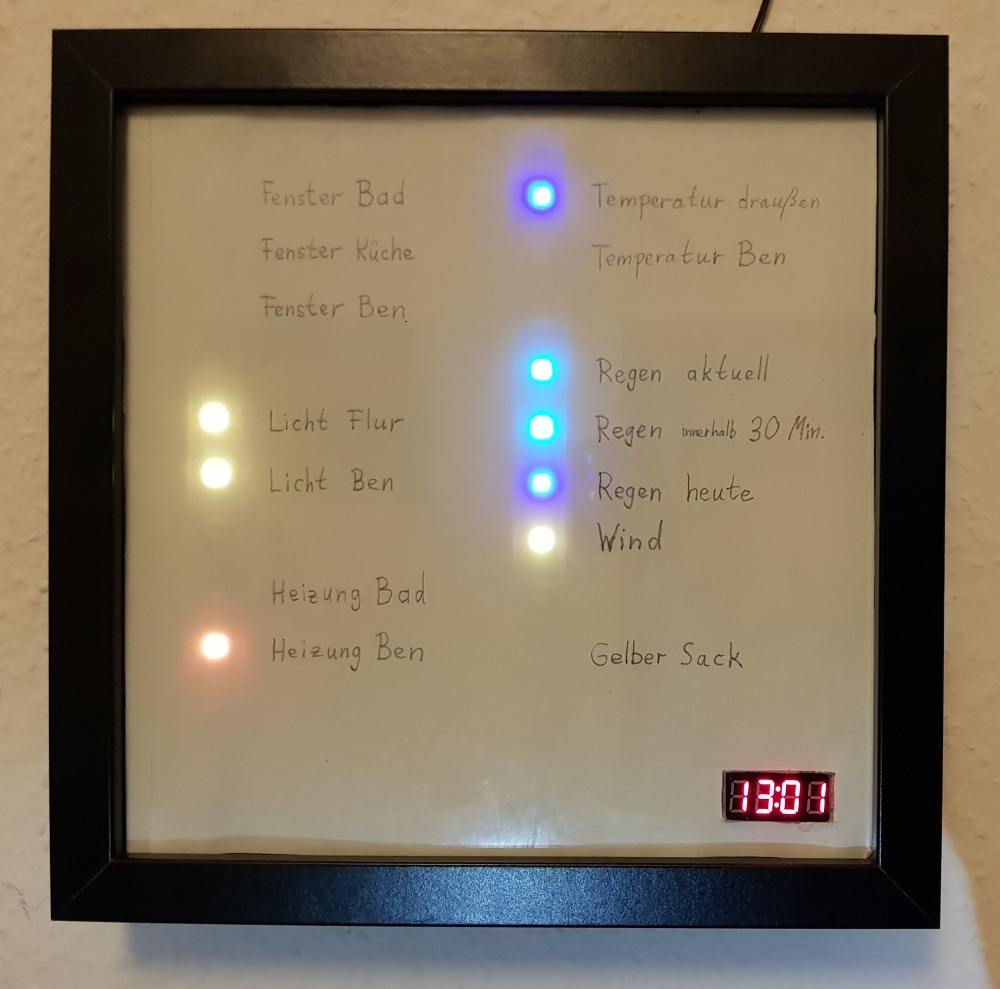 Fenster Bad
Fenster Küche
Fenster Ben
Licht Flur
Licht Ben
Heizung Bad
Heizung Ben
Temperatur draußen
Temperatur Ben
Regen aktuell
Regen innerhalb 30 Min.
Regen heute
Wind
Gelber Sack
13:01